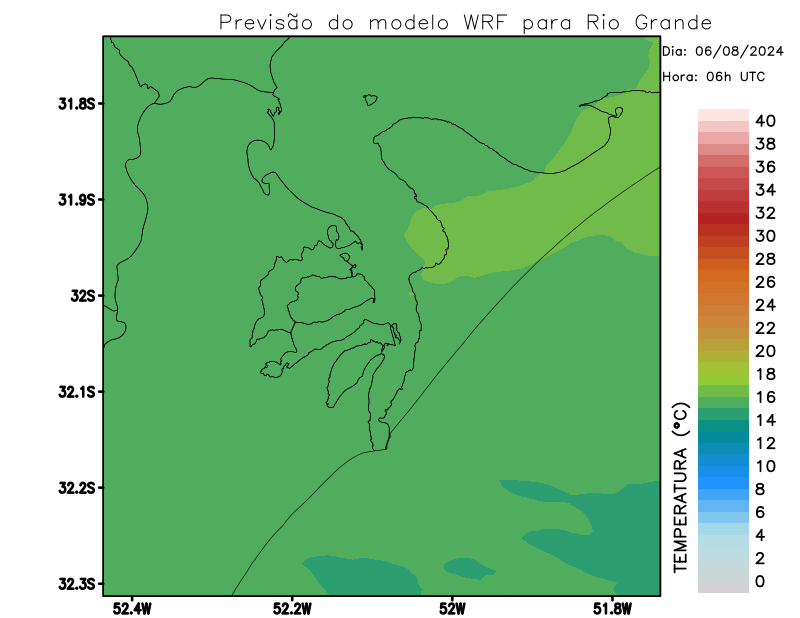 Previsão do modelo WRF para Rio Grande
Dia: 06/08/2024
Hora: 06h UTC
31.8S
31.9S
32S
32.1S
32.2S
32.3S
52.4W 52.2W 52W 51.8W
TEMPERATURA (°C)
40
38
36
34
32
30
28
26
24
22
20
18
16
14
12
10
8
6
4
2
0